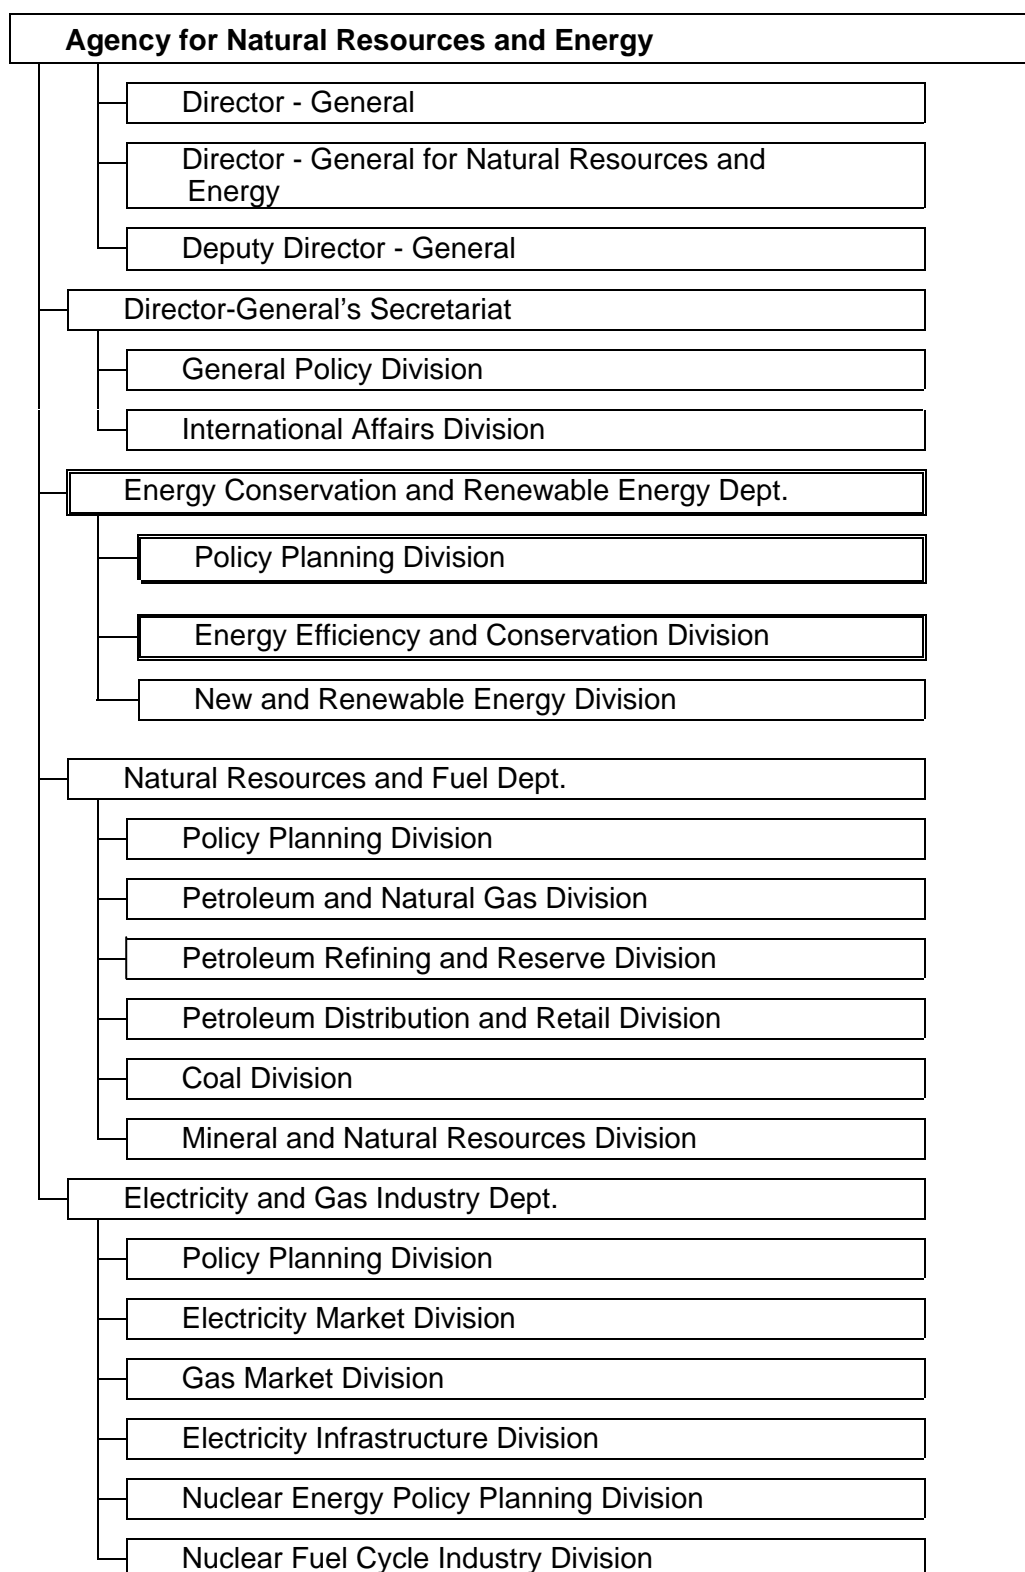 Agency for Natural Resources and Energy
Director - General
Director - General for Natural Resources and
Energy
Deputy Director - General
Director-General’s Secretariat
General Policy Division
International Affairs Division
Energy Conservation and Renewable Energy Dept.
Policy Planning Division
Energy Efficiency and Conservation Division
New and Renewable Energy Division
Natural Resources and Fuel Dept.
Policy Planning Division
Petroleum and Natural Gas Division
Petroleum Refining and Reserve Division
Petroleum Distribution and Retail Division
Coal Division
Mineral and Natural Resources Division
Electricity and Gas Industry Dept.
Policy Planning Division
Electricity Market Division
Gas Market Division
Electricity Infrastructure Division
Nuclear Energy Policy Planning Division
Nuclear Fuel Cycle Industry Division